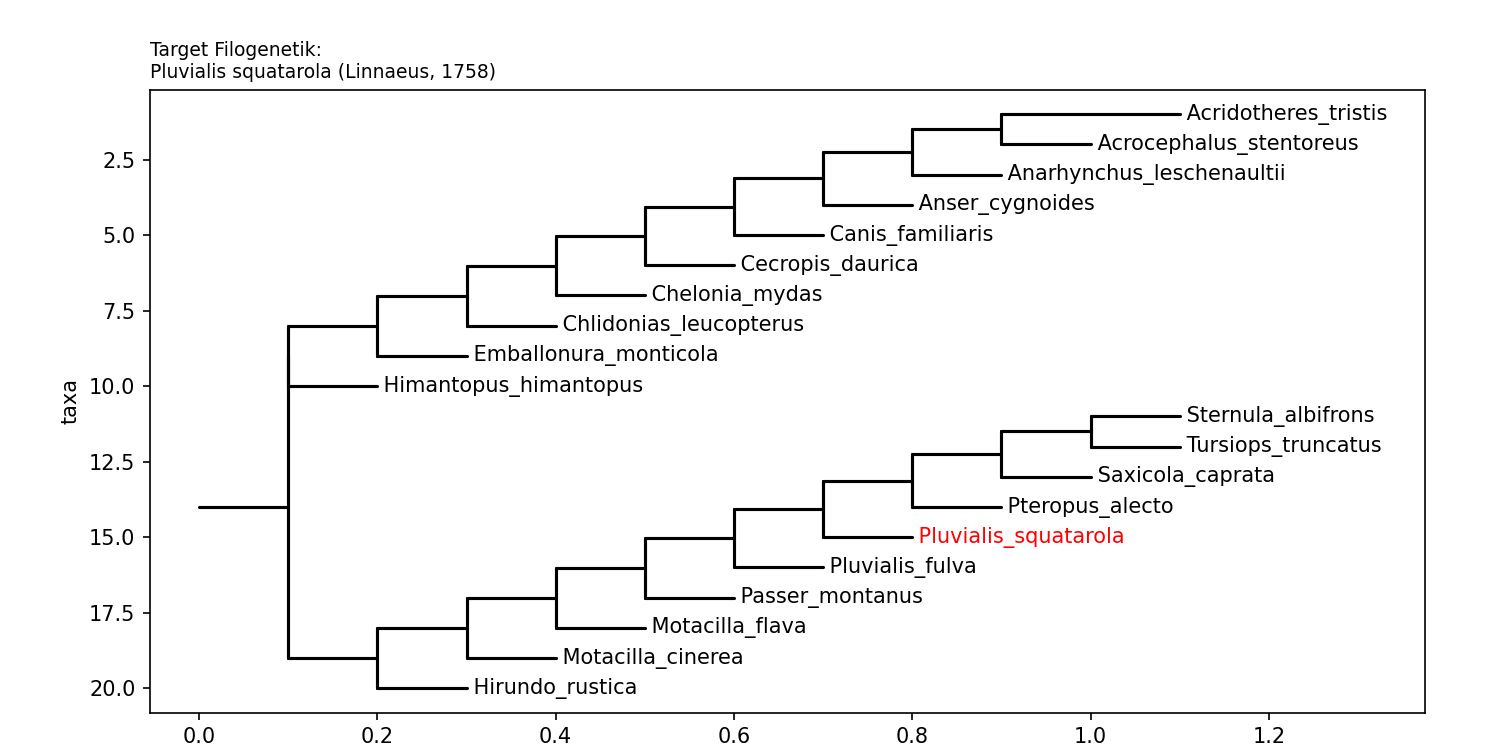 Target Filogenetik:
Pluvialis squatarola (Linnaeus, 1758)
Acridotheres_tristis
Acrocephalus_stentoreus
2.5
Anarhynchus_leschenaultii
Anser_cygnoides
5.0
Canis_familiaris
Cecropis_daurica
Chelonia_mydas
7.5
Chlidonias_leucopterus
Emballonura_monticola
10.0
Himantopus_himantopus
taxa
Sternula_albifrons
Tursiops_truncatus
12.5
Saxicola_caprata
Pteropus_alecto
15.0
Pluvialis_squatarola
Pluvialis_fulva
Passer_montanus
17.5
Motacilla_flava
Motacilla_cinerea
20.0
Hirundo_rustica
0.0 0.2 0.4 0.6 0.8 1.0 1.2